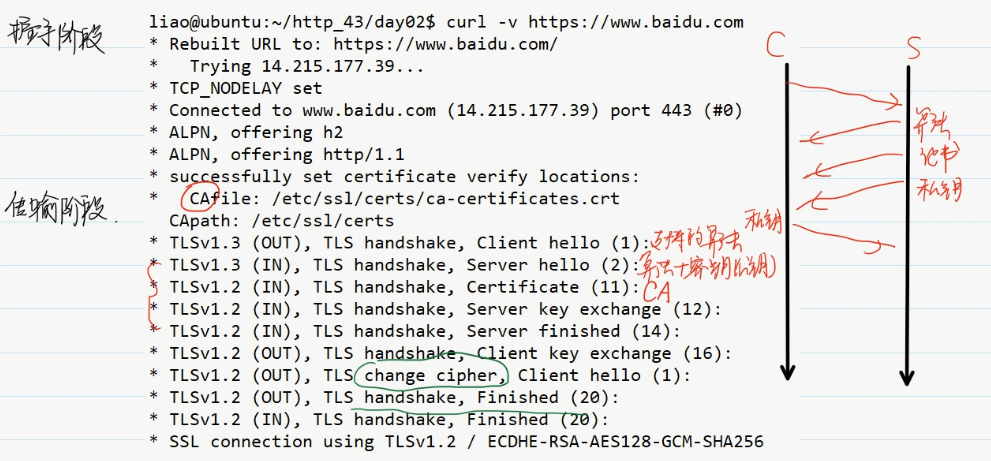 握手阶段
liao@ubuntu:~/http_43/day02$ curl -v https://www.baidu.com
* Rebuilt URL to: https://www.baidu.com/
*   Trying 14.215.177.39...
* TCP_NODELAY set
* Connected to www.baidu.com (14.215.177.39) port 443 (#0)
* ALPN, offering h2
* ALPN, offering http/1.1
* successfully set certificate verify locations:
*   CAfile: /etc/ssl/certs/ca-certificates.crt
传输阶段.
  CApath: /etc/ssl/certs
* TLSv1.3 (OUT), TLS handshake, Client hello (1): 支持的算法
* TLSv1.3 (IN), TLS handshake, Server hello (2): 算法+密钥(公钥)
* TLSv1.2 (IN), TLS handshake, Certificate (11): CA
* TLSv1.2 (IN), TLS handshake, Server key exchange (12):
* TLSv1.2 (IN), TLS handshake, Server finished (14):
* TLSv1.2 (OUT), TLS handshake, Client key exchange (16):
* TLSv1.2 (OUT), TLS change cipher, Client hello (1):
* TLSv1.2 (OUT), TLS handshake, Finished (20):
* TLSv1.2 (IN), TLS handshake, Finished (20):
* SSL connection using TLSv1.2 / ECDHE-RSA-AES128-GCM-SHA256
C
S
算法
证书
私钥
私钥